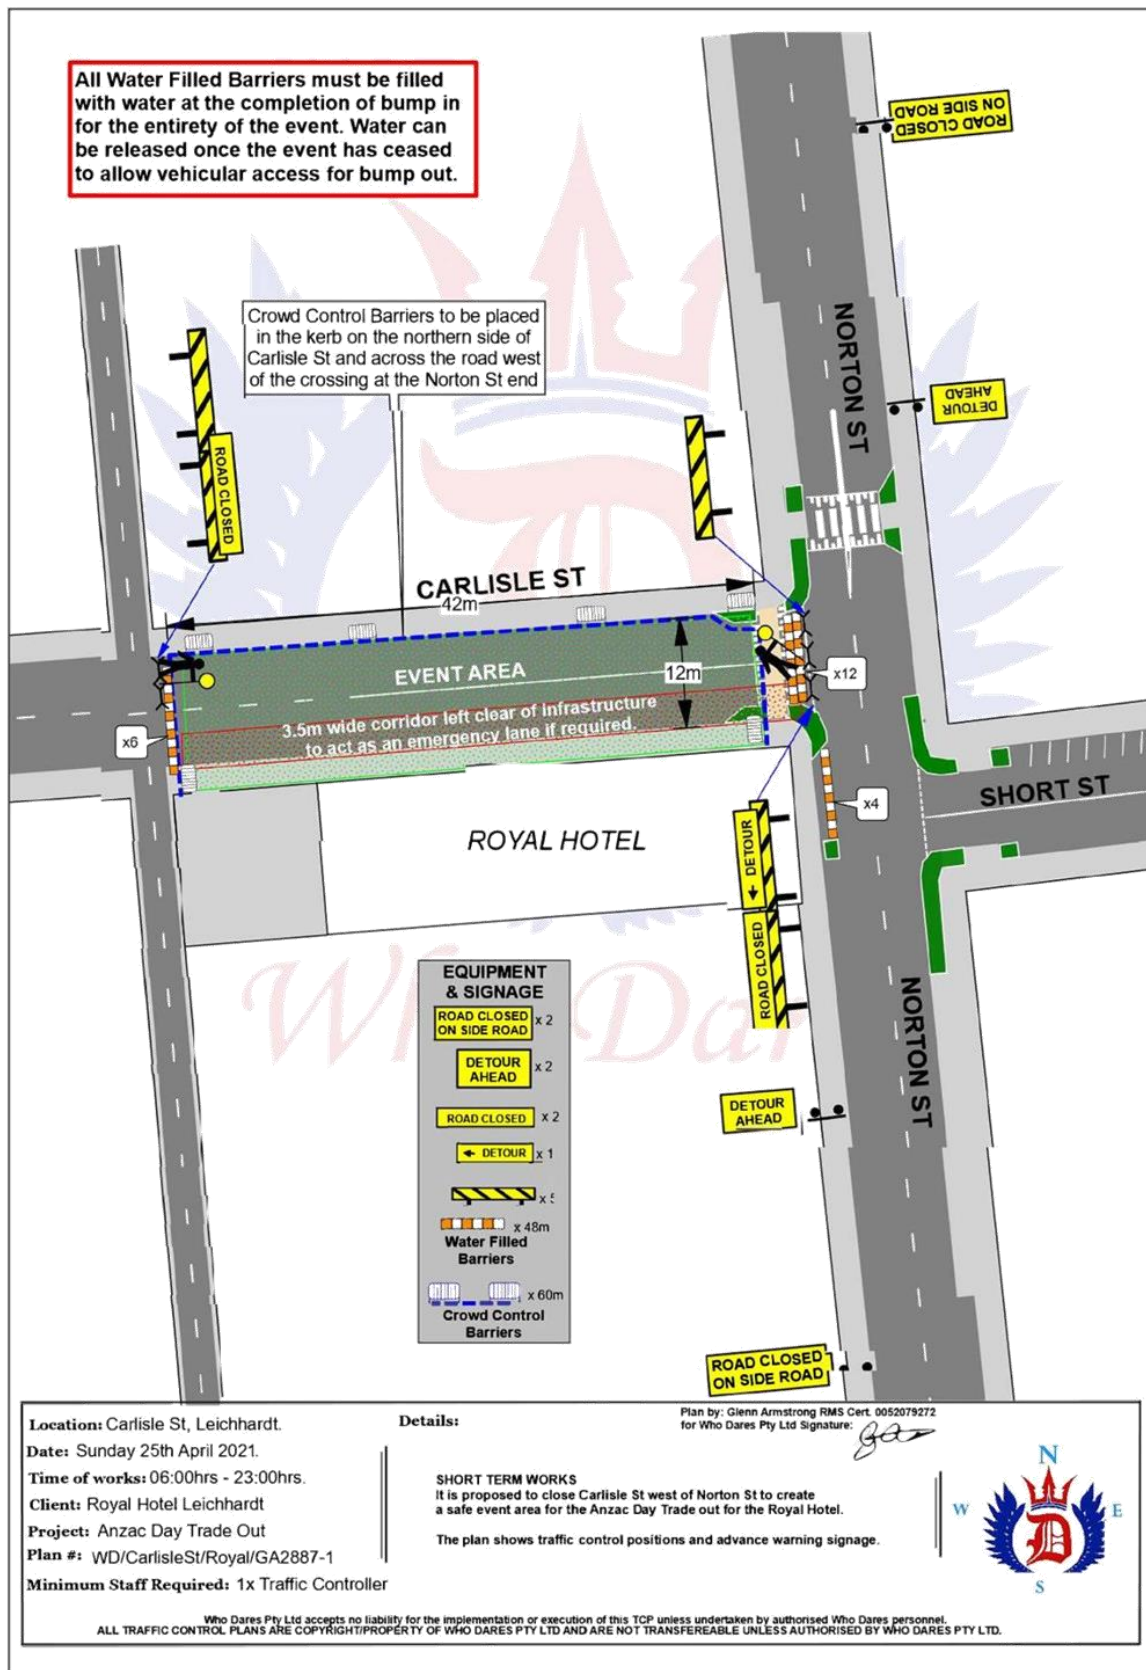 All Water Filled Barriers must be filled
with water at the completion of bump in
for the entirety of the event. Water can
be released once the event has ceased
to allow vehicular access for bump out.
ROAD CLOSED
ON SIDE ROAD
Crowd Control Barriers to be placed
in the kerb on the northern side of
Carlisle St and across the road west
of the crossing at the Norton St end
NORTON ST
DETOUR
AHEAD
ROAD CLOSED
CARLISLE ST
42m
EVENT AREA
12m
x12
3.5m wide corridor left clear of Infrastructure
to act as an emergency lane if required.
x6
SHORT ST
x4
ROYAL HOTEL
← DETOUR
ROAD CLOSED
NORTON ST
Who Dar
EQUIPMENT
& SIGNAGE
ROAD CLOSED
ON SIDE ROAD
x 2
DETOUR
AHEAD
x 2
ROAD CLOSED
x 2
← DETOUR
x 1
x 48m
Water Filled
Barriers
x 60m
Crowd Control
Barriers
DETOUR
AHEAD
ROAD CLOSED
ON SIDE ROAD
Location: Carlisle St, Leichhardt.
Date: Sunday 25th April 2021.
Time of works: 06:00hrs - 23:00hrs.
Client: Royal Hotel Leichhardt
Project: Anzac Day Trade Out
Plan #: WD/CarlisleSt/Royal/GA2887-1
Minimum Staff Required: 1x Traffic Controller
Details:
SHORT TERM WORKS
It is proposed to close Carlisle St west of Norton St to create
a safe event area for the Anzac Day Trade out for the Royal Hotel.
The plan shows traffic control positions and advance warning signage.
Plan by: Glenn Armstrong RMS Cert. 0052079272
for Who Dares Pty Ltd Signature:
N
W
E
D
S
Who Dares Pty Ltd accepts no liability for the implementation or execution of this TCP unless undertaken by authorised Who Dares personnel.
ALL TRAFFIC CONTROL PLANS ARE COPYRIGHT/PROPERTY OF WHO DARES PTY LTD AND ARE NOT TRANSFEREABLE UNLESS AUTHORISED BY WHO DARES PTY LTD.